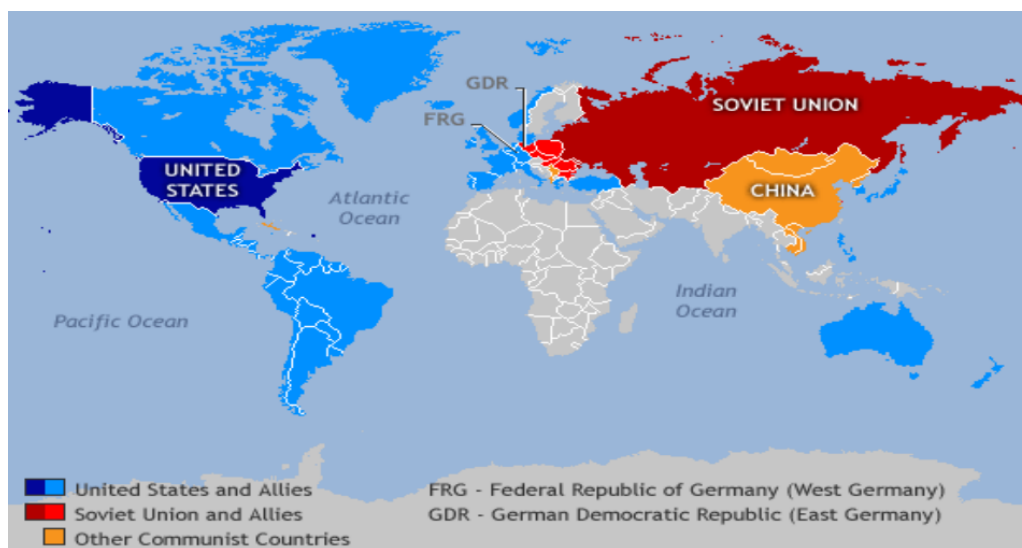 GDR
FRG
SOVIET UNION
UNITED
STATES
CHINA
Atlantic
Ocean
Indian
Ocean
Pacific Ocean
United States and Allies
Soviet Union and Allies
Other Communist Countries
FRG - Federal Republic of Germany (West Germany)
GDR - German Democratic Republic (East Germany)